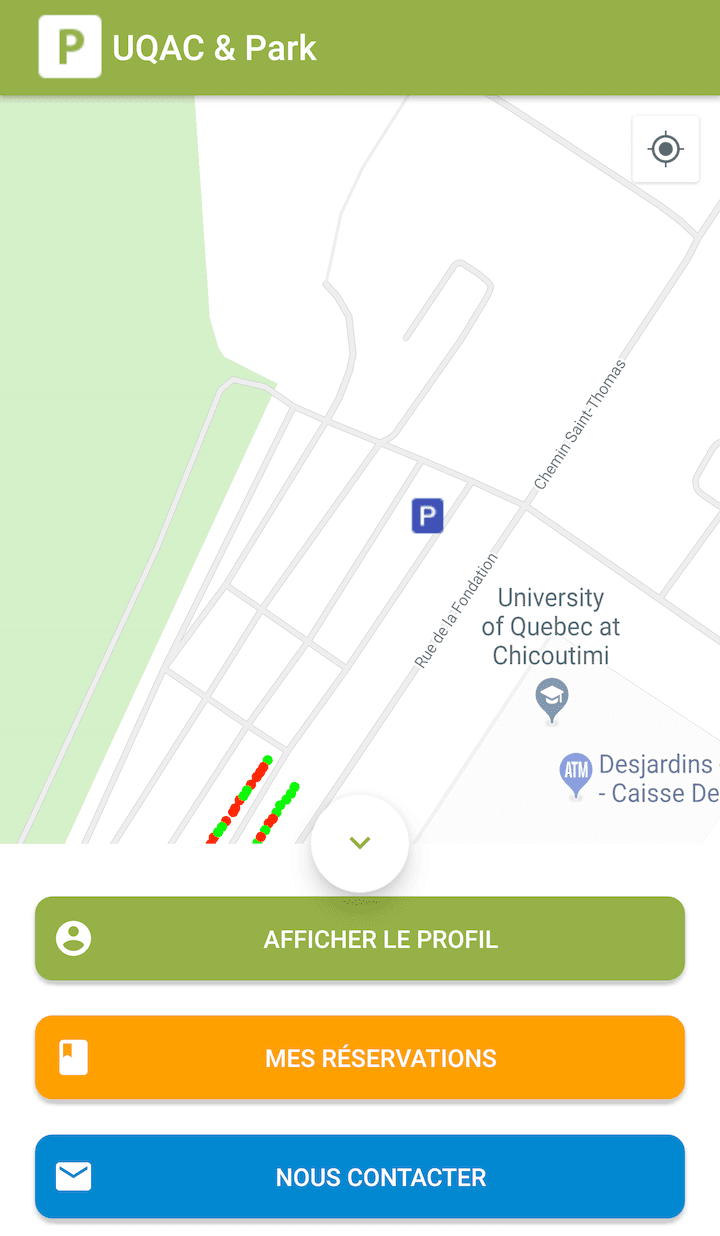 P UQAC & Park
Chemin Saint-Thomas
P
Rue de la Fondation
University
of Quebec at
Chicoutimi
ATM
Desjardins -
- Caisse De
AFFICHER LE PROFIL
MES RÉSERVATIONS
NOUS CONTACTER